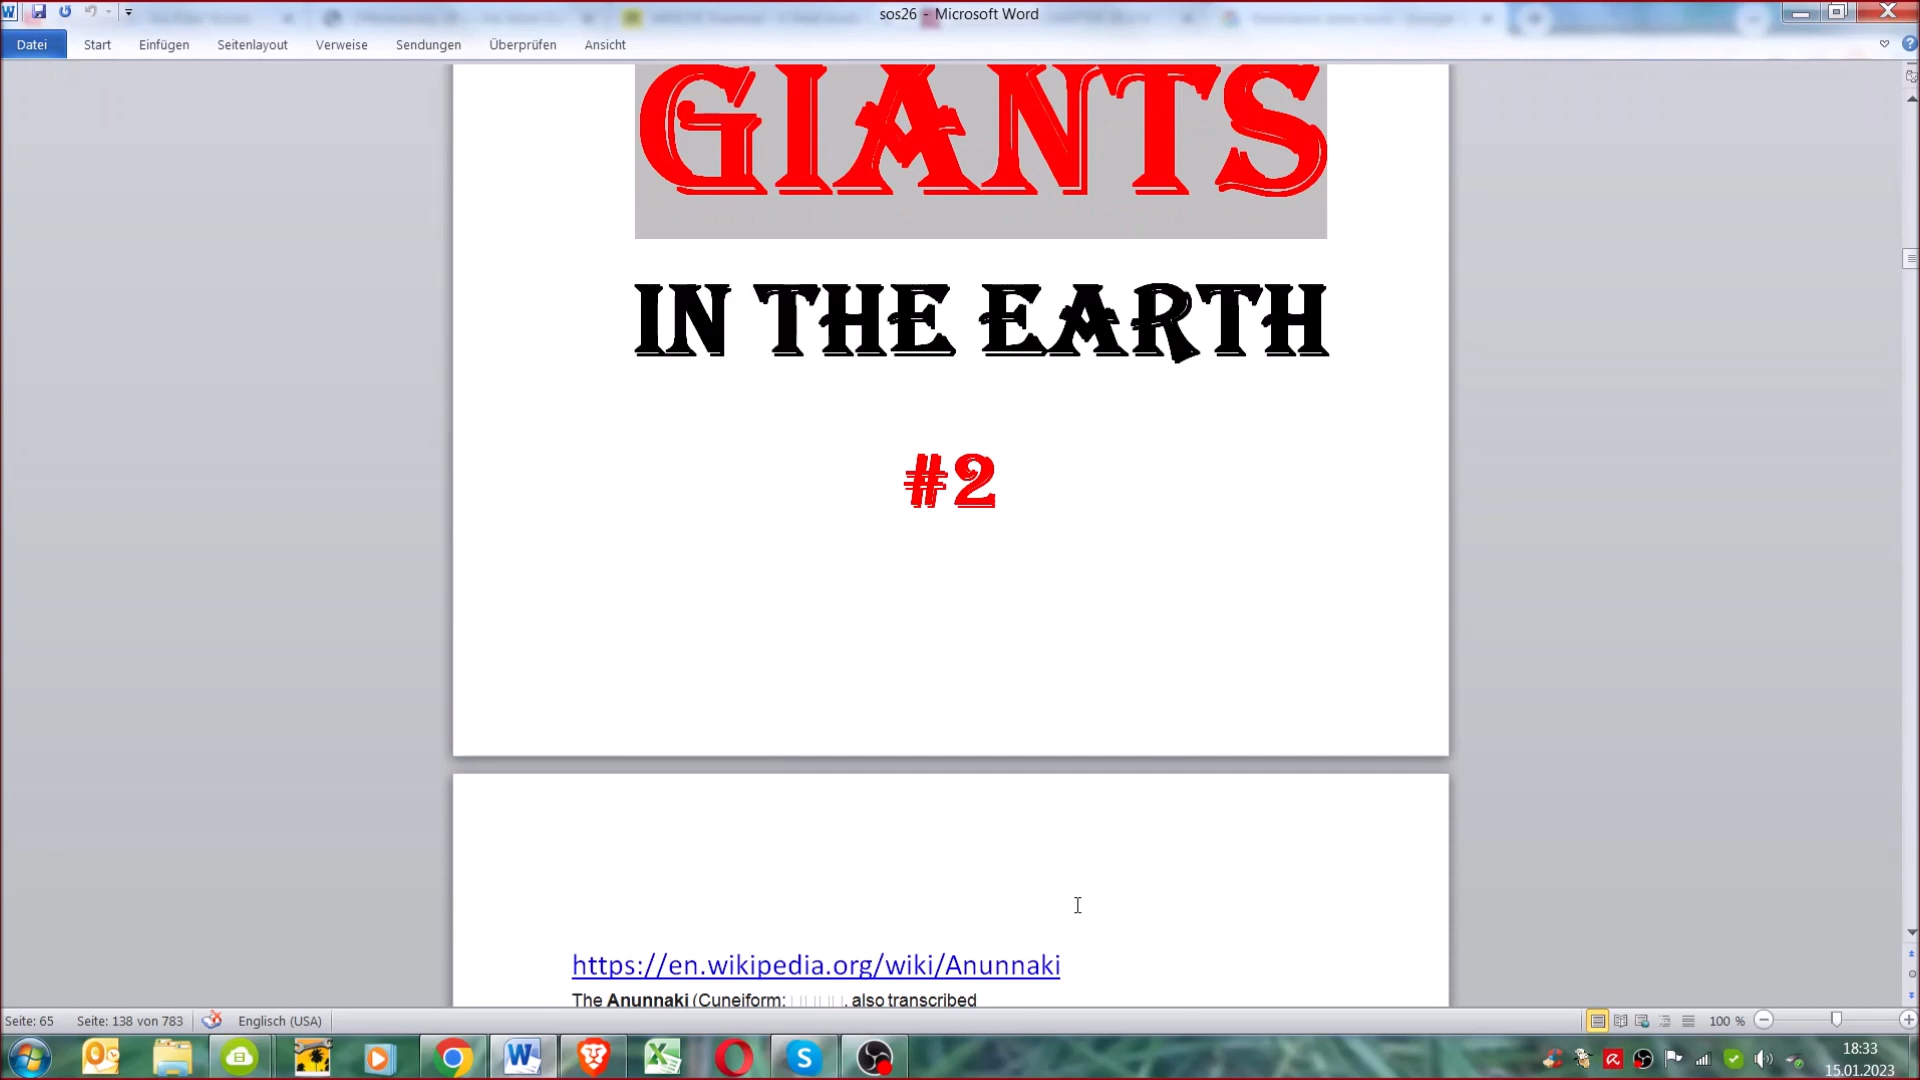 sos26 - Microsoft Word
Datei Start Einfügen Seitenlayout Verweise Sendungen Überprüfen Ansicht
GIANTS
IN THE EARTH
#2
https://en.wikipedia.org/wiki/Anunnaki
The Anunnaki (Cuneiform: , also transcribed
Seite: 65 Seite: 138 von 783 Englisch (USA) 100 %
18:33
15.01.2023